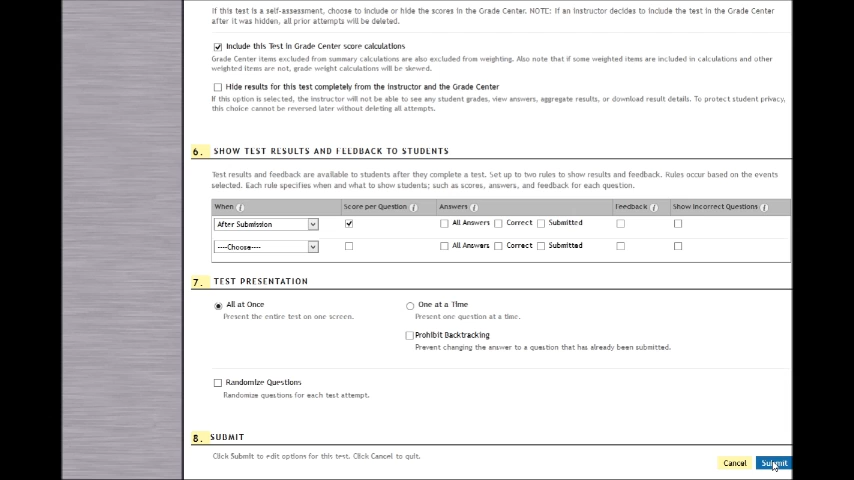 If this test is a self-assessment, choose to include or hide the scores in the Grade Center. NOTE: If an instructor decides to include the test in the Grade Center
after it was hidden, all prior attempts will be deleted.
Include this Test in Grade Center score calculations
Grade Center items excluded from summary calculations are also excluded from weighting. Also note that if some weighted items are included in calculations and other
weighted items are not, grade weight calculations will be skewed.
Hide results for this test completely from the instructor and the Grade Center
If this option is selected, the instructor will not be able to see any student grades, view answers, aggregate results, or download result details. To protect student privacy,
this choice cannot be reversed later without deleting all attempts.
6. SHOW TEST RESULTS AND FEEDBACK TO STUDENTS
Test results and feedback are available to students after they complete a test. Set up to two rules to show results and feedback. Rules occur based on the events
selected. Each rule specifies when and what to show students; such as scores, answers, and feedback for each question.
When Score per Question Answers Feedback Show Incorrect Questions
After Submission All Answers Correct Submitted
----Choose---- All Answers Correct Submitted
7. TEST PRESENTATION
All at Once One at a Time
Present the entire test on one screen. Present one question at a time.
Prohibit Backtracking
Prevent changing the answer to a question that has already been submitted.
Randomize Questions
Randomize questions for each test attempt.
8. SUBMIT
Click Submit to edit options for this test. Click Cancel to quit.
Cancel Submit